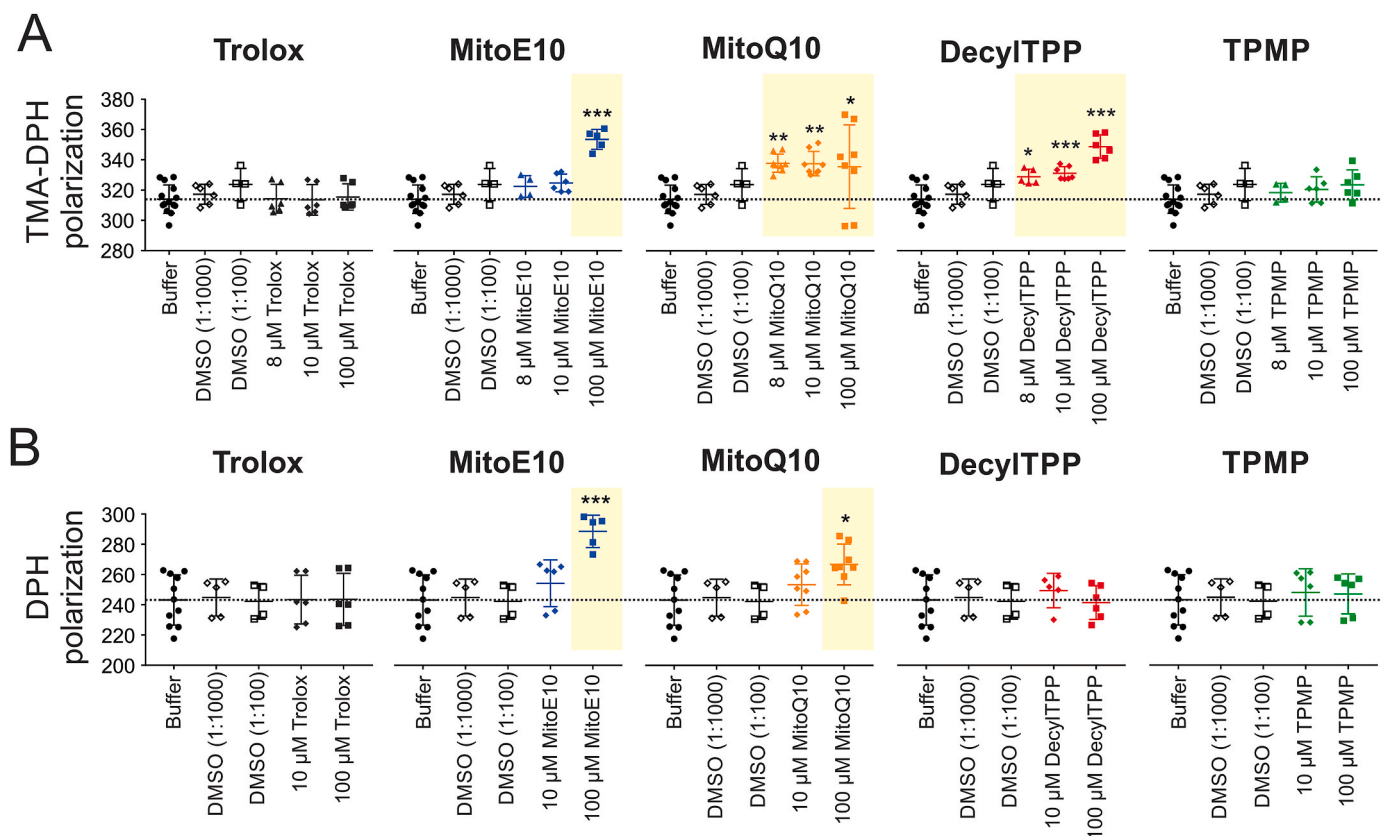 A
Trolox MitoE10 MitoQ10 DecylTPP TPMP
TMA-DPH
polarization
380
360
340
320
300
280
*** ** ** * * *** ***
Buffer
DMSO (1:1000)
DMSO (1:100)
8 µM Trolox
10 µM Trolox
100 µM Trolox
Buffer
DMSO (1:1000)
DMSO (1:100)
8 µM MitoE10
10 µM MitoE10
100 µM MitoE10
Buffer
DMSO (1:1000)
DMSO (1:100)
8 µM MitoQ10
10 µM MitoQ10
100 µM MitoQ10
Buffer
DMSO (1:1000)
DMSO (1:100)
8 µM DecylTPP
10 µM DecylTPP
100 µM DecylTPP
Buffer
DMSO (1:1000)
DMSO (1:100)
8 µM TPMP
10 µM TPMP
100 µM TPMP
B
Trolox MitoE10 MitoQ10 DecylTPP TPMP
DPH
polarization
300
280
260
240
220
200
*** *
Buffer
DMSO (1:1000)
DMSO (1:100)
10 µM Trolox
100 µM Trolox
Buffer
DMSO (1:1000)
DMSO (1:100)
10 µM MitoE10
100 µM MitoE10
Buffer
DMSO (1:1000)
DMSO (1:100)
10 µM MitoQ10
100 µM MitoQ10
Buffer
DMSO (1:1000)
DMSO (1:100)
10 µM DecylTPP
100 µM DecylTPP
Buffer
DMSO (1:1000)
DMSO (1:100)
10 µM TPMP
100 µM TPMP